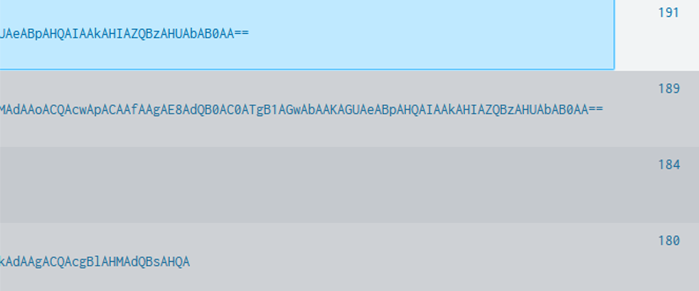 191
UAeABpAHQAIAAkAHIAZQBzAHUAbAB0AA==
189
MAdAAoACQAcwApACAAfAAgAE8AdQB0AC0ATgB1AGwAbAAKAGUAeABpAHQAIAAkAHIAZQBzAHUAbAB0AA==
184
180
kAdAAgACQAcgBlAHMAdQBsAHQA